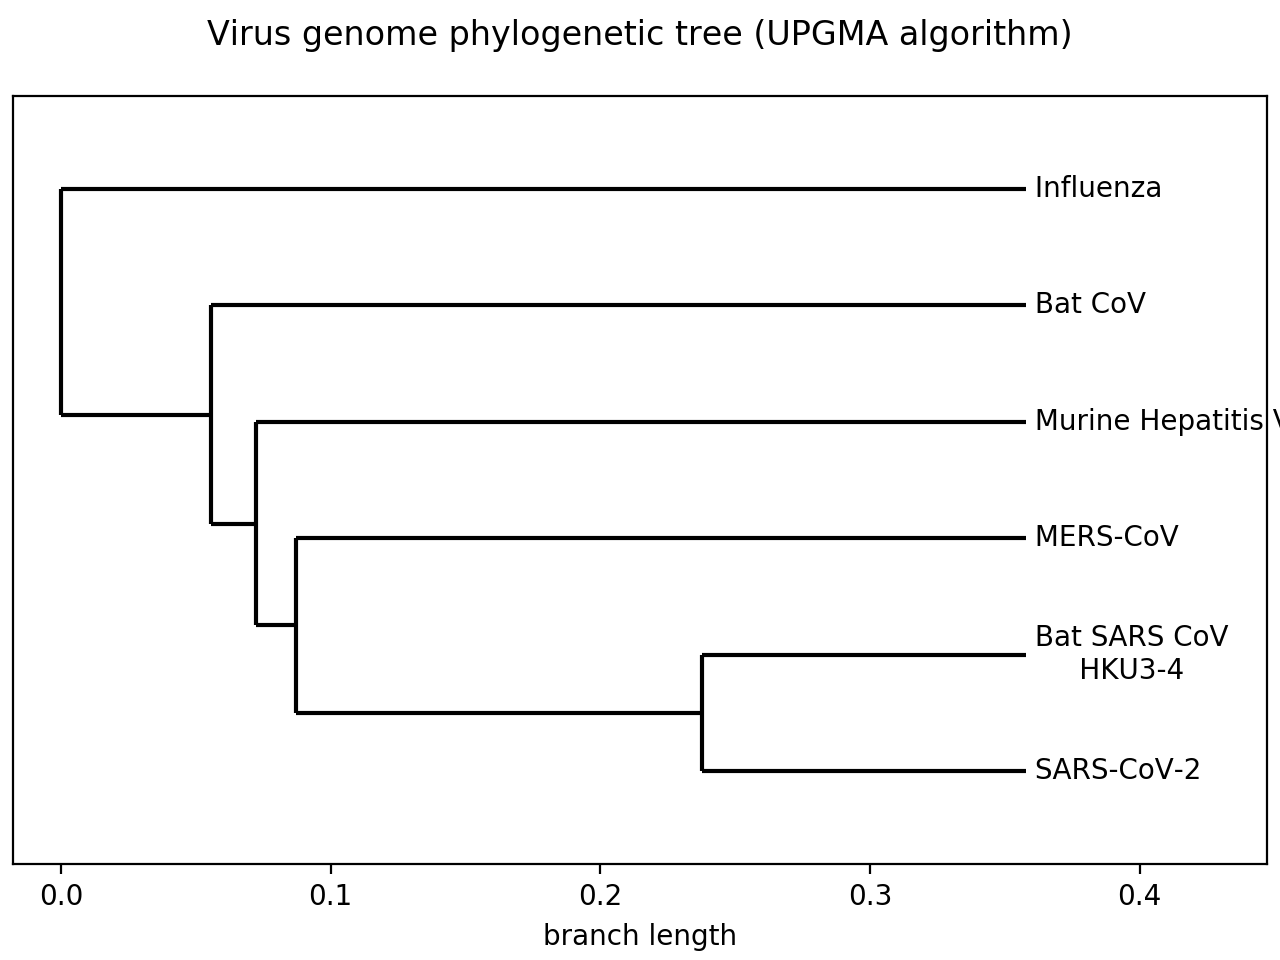 Virus genome phylogenetic tree (UPGMA algorithm)
Influenza
Bat CoV
Murine Hepatitis
MERS-CoV
Bat SARS CoV
HKU3-4
SARS-CoV-2
0.0 0.1 0.2 0.3 0.4
branch length